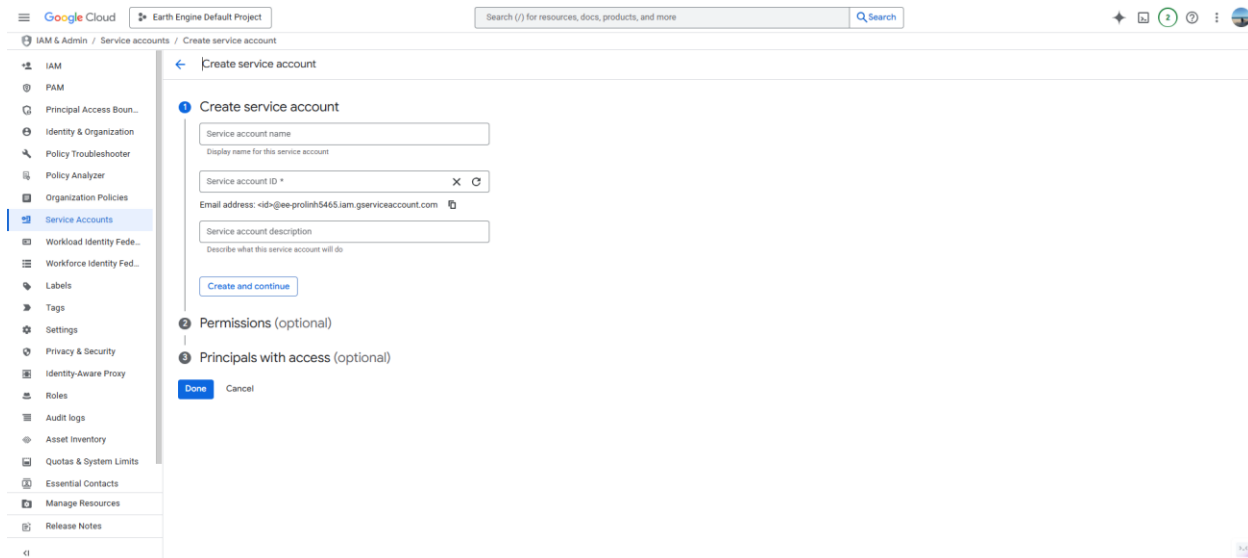 Google Cloud
Earth Engine Default Project
Search (/) for resources, docs, products, and more
Search
2
IAM & Admin / Service accounts / Create service account
IAM
PAM
Principal Access Boun...
Identity & Organization
Policy Troubleshooter
Policy Analyzer
Organization Policies
Service Accounts
Workload Identity Fede...
Workforce Identity Fed...
Labels
Tags
Settings
Privacy & Security
Identity-Aware Proxy
Roles
Audit logs
Asset Inventory
Quotas & System Limits
Essential Contacts
Manage Resources
Release Notes
Create service account
1 Create service account
Service account name
Display name for this service account
Service account ID *
Email address: <id>@ee-prolinh5465.iam.gserviceaccount.com
Service account description
Describe what this service account will do
Create and continue
2 Permissions (optional)
3 Principals with access (optional)
Done Cancel